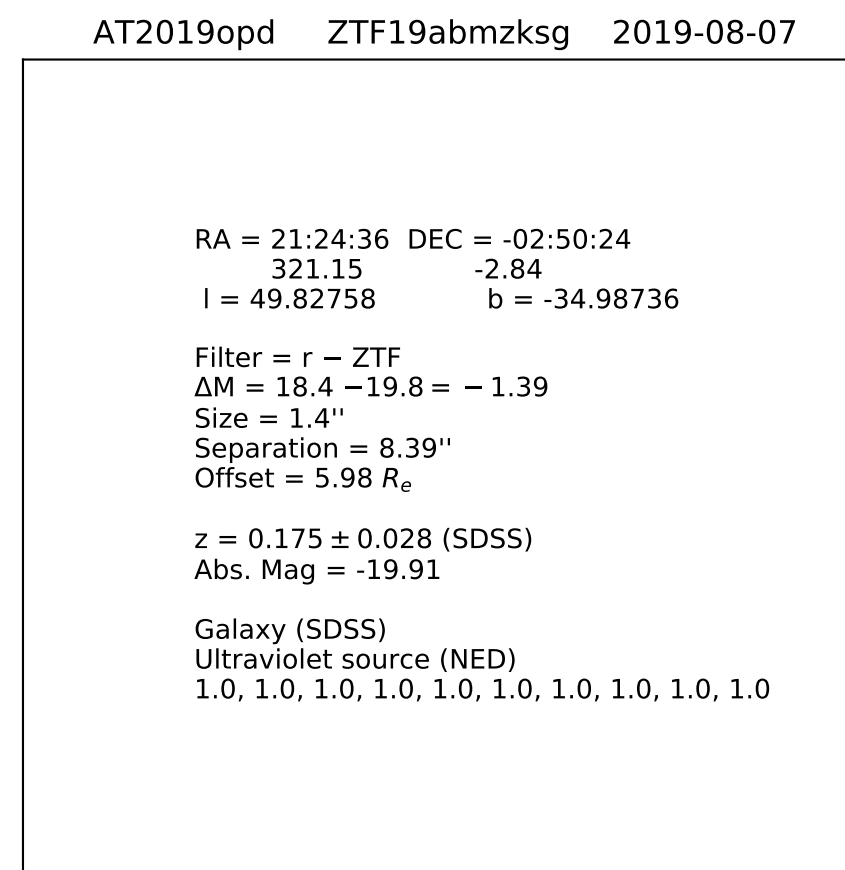 AT2019opd ZTF19abmzksg 2019-08-07
RA = 21:24:36 DEC = -02:50:24
321.15 -2.84
l = 49.82758 b = -34.98736
Filter = r − ZTF
ΔM = 18.4 −19.8 = − 1.39
Size = 1.4''
Separation = 8.39''
Offset = 5.98 Re
z = 0.175 ± 0.028 (SDSS)
Abs. Mag = -19.91
Galaxy (SDSS)
Ultraviolet source (NED)
1.0, 1.0, 1.0, 1.0, 1.0, 1.0, 1.0, 1.0, 1.0, 1.0